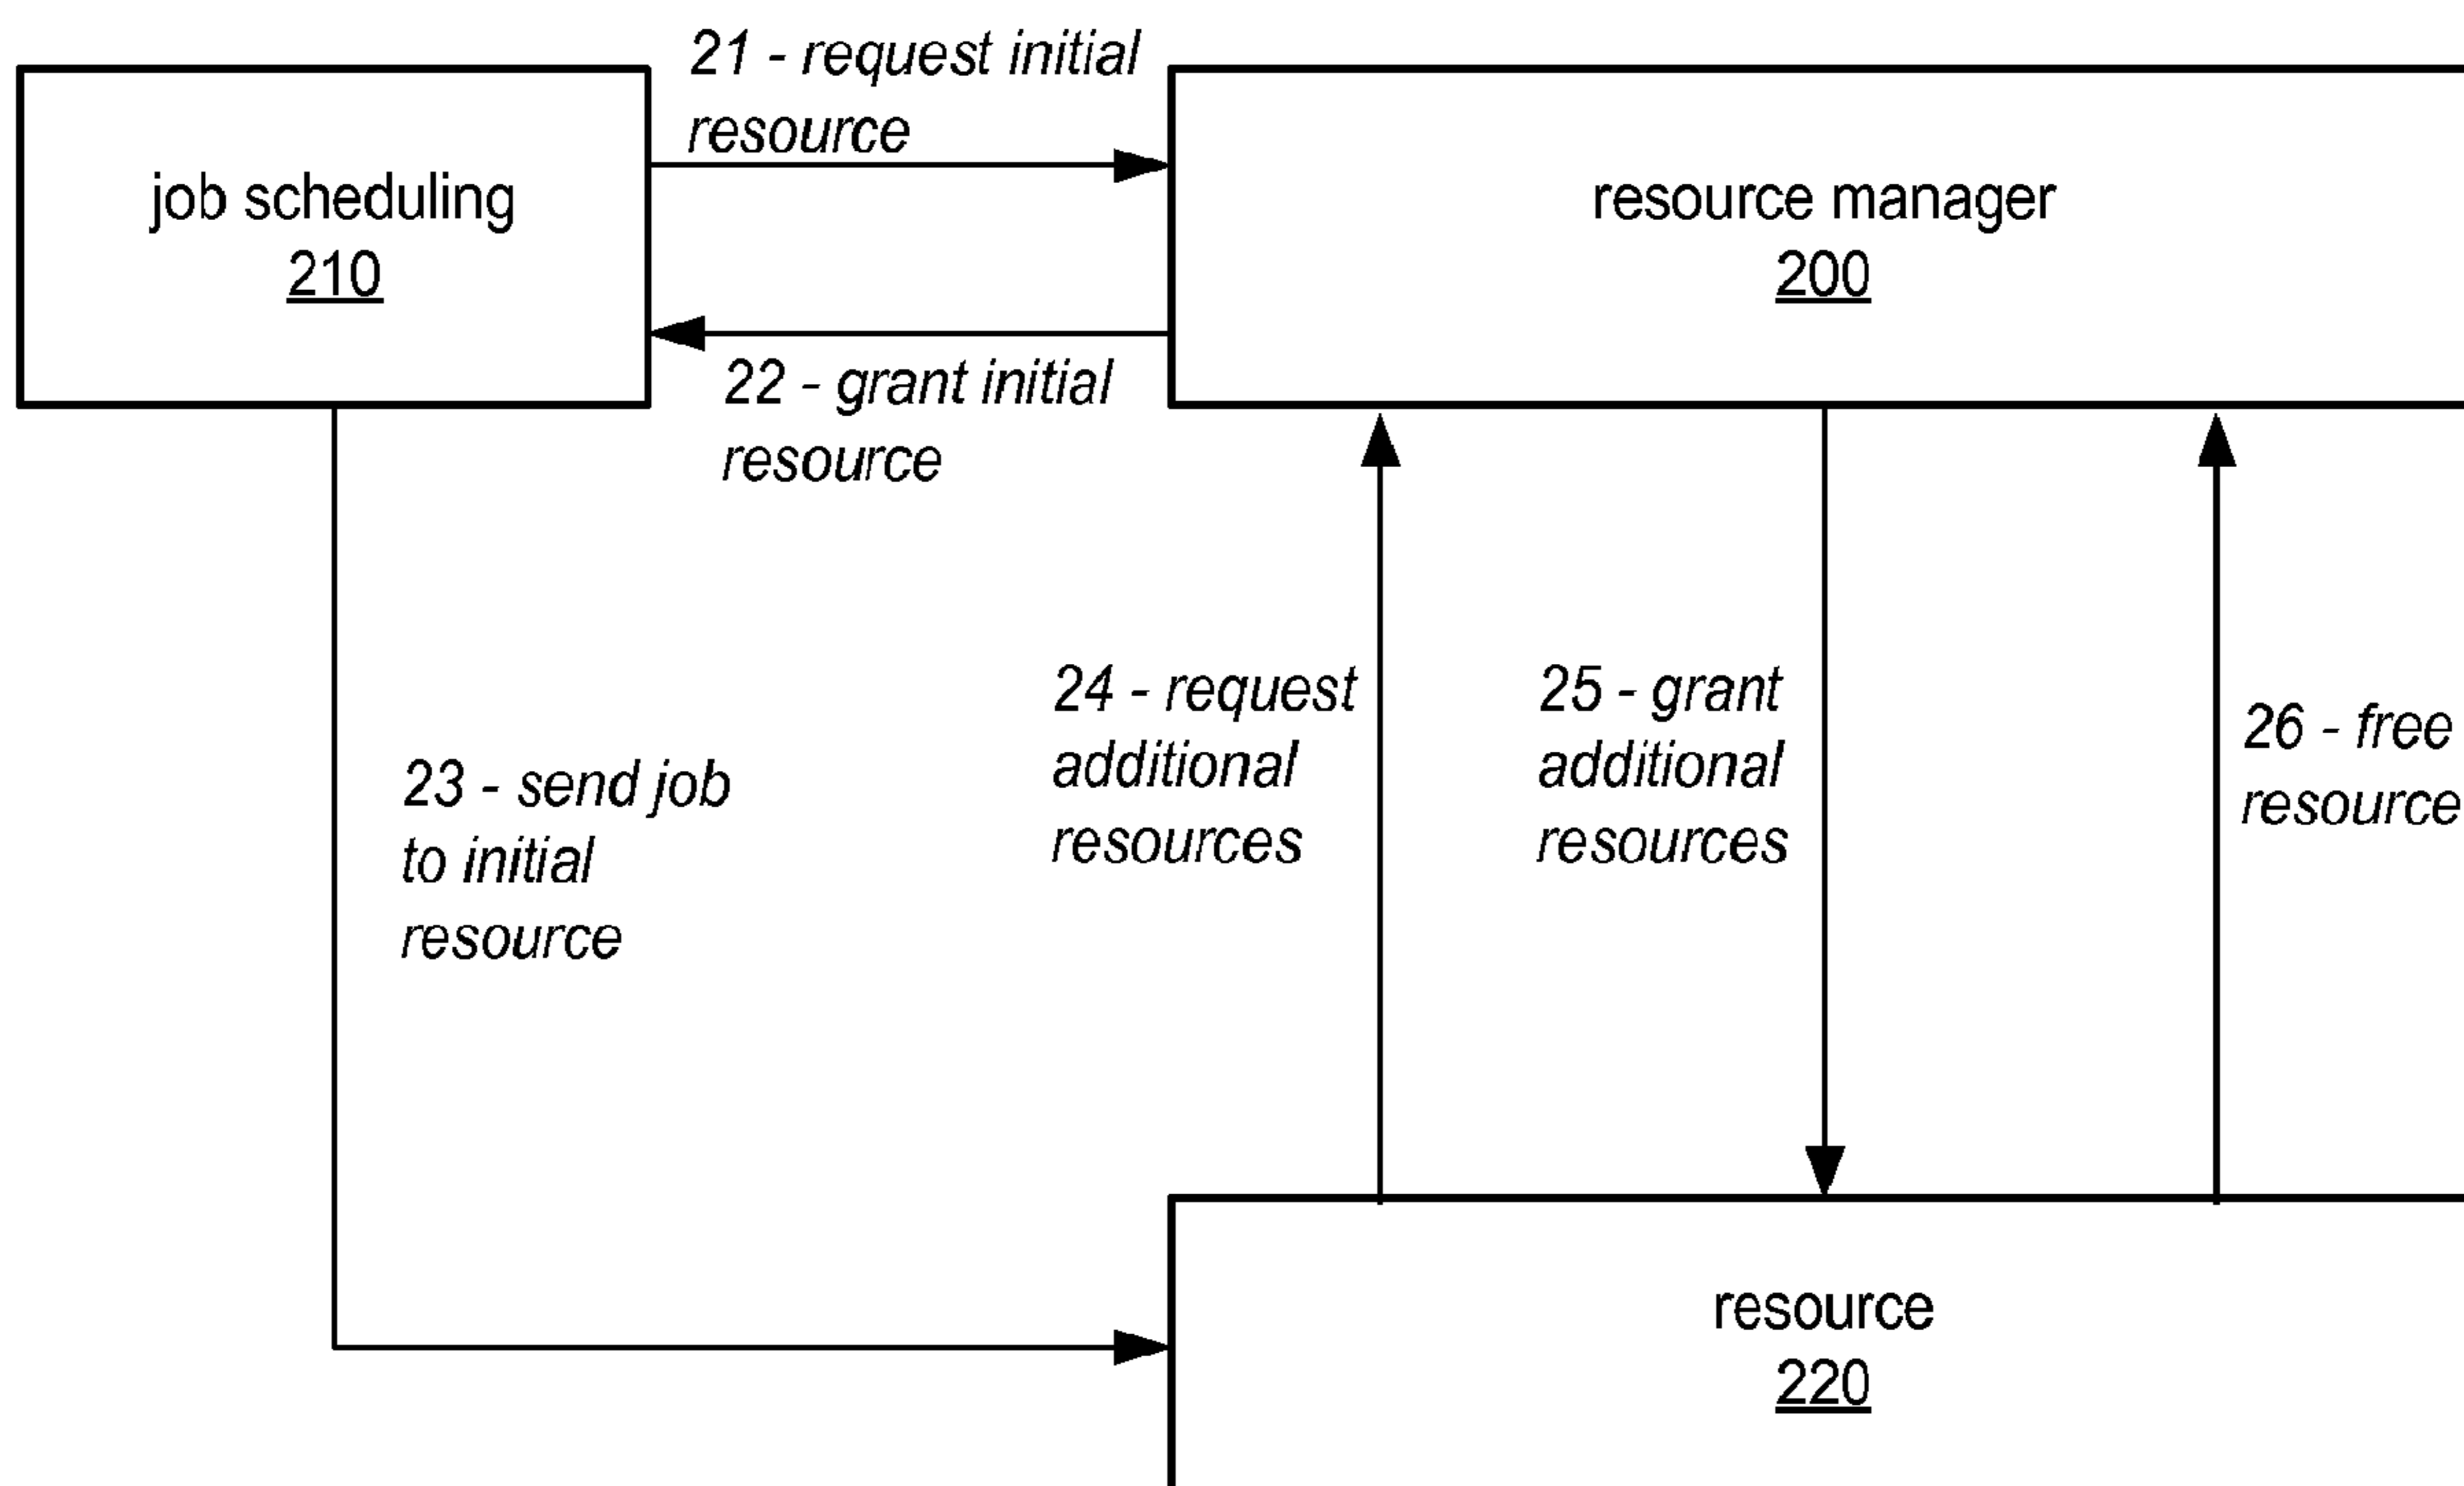 21 - request initial
resource
job scheduling
210
resource manager
200
22 - grant initial
resource
23 - send job
to initial
resource
24 - request
additional
resources
25 - grant
additional
resources
26 - free
resource
resource
220